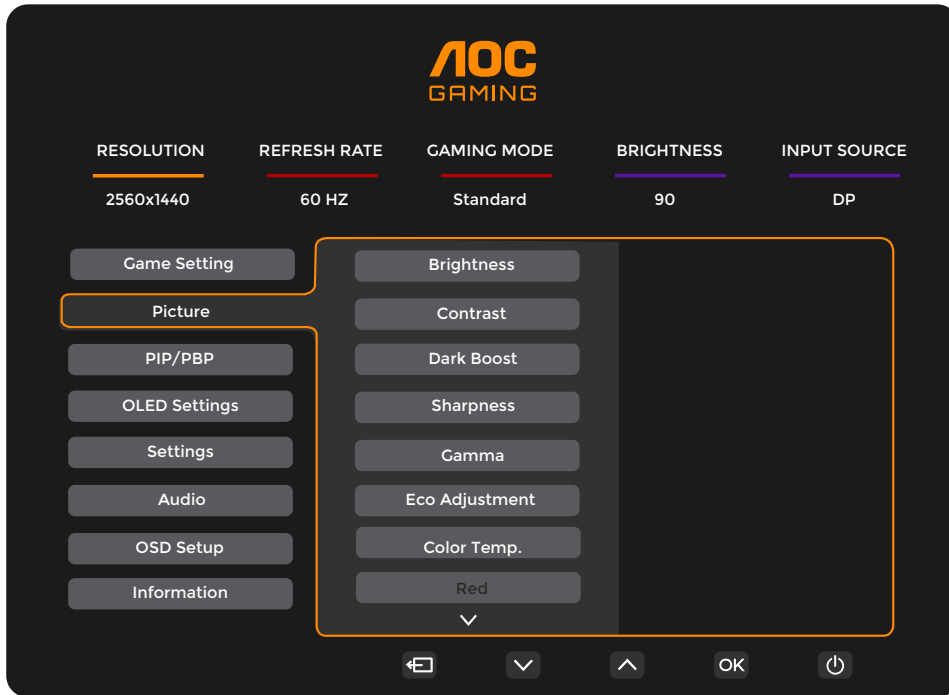 AOC
GAMING
RESOLUTION REFRESH RATE GAMING MODE BRIGHTNESS INPUT SOURCE
2560x1440 60 HZ Standard 90 DP
Game Setting
Picture
PIP/PBP
OLED Settings
Settings
Audio
OSD Setup
Information
Brightness
Contrast
Dark Boost
Sharpness
Gamma
Eco Adjustment
Color Temp.
Red
OK